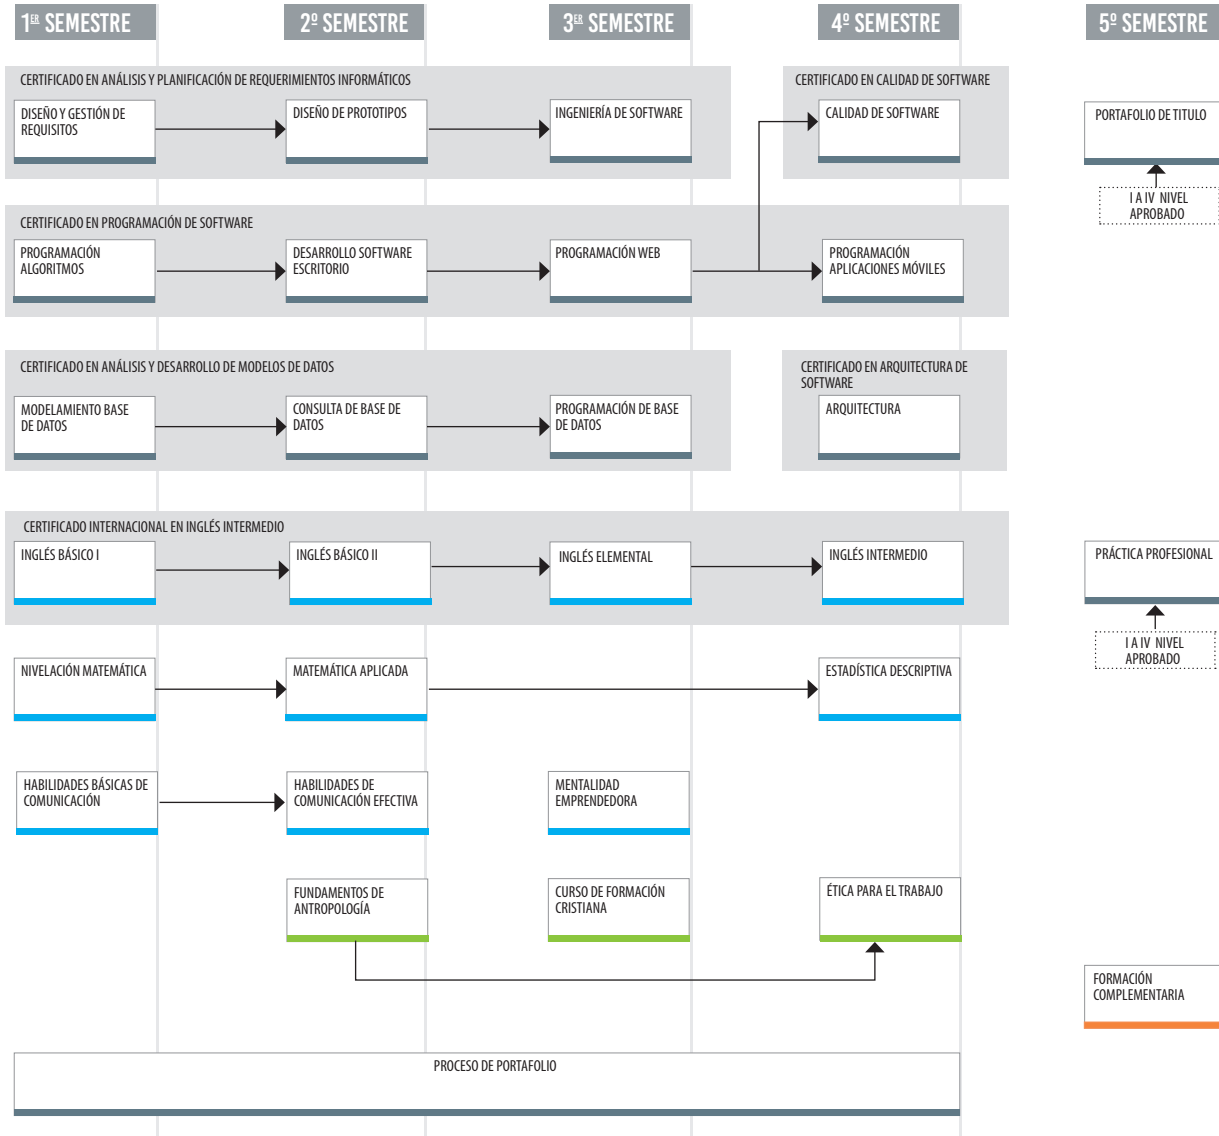 1ER SEMESTRE
2º SEMESTRE
3ER SEMESTRE
4º SEMESTRE
5º SEMESTRE
CERTIFICADO EN ANÁLISIS Y PLANIFICACIÓN DE REQUERIMIENTOS INFORMÁTICOS
CERTIFICADO EN CALIDAD DE SOFTWARE
DISEÑO Y GESTIÓN DE
REQUISITOS
DISEÑO DE PROTOTIPOS
INGENIERÍA DE SOFTWARE
CALIDAD DE SOFTWARE
PORTAFOLIO DE TITULO
I A IV NIVEL
APROBADO
CERTIFICADO EN PROGRAMACIÓN DE SOFTWARE
PROGRAMACIÓN
ALGORITMOS
DESARROLLO SOFTWARE
ESCRITORIO
PROGRAMACIÓN WEB
PROGRAMACIÓN
APLICACIONES MÓVILES
CERTIFICADO EN ANÁLISIS Y DESARROLLO DE MODELOS DE DATOS
CERTIFICADO EN ARQUITECTURA DE
SOFTWARE
MODELAMIENTO BASE
DE DATOS
CONSULTA DE BASE DE
DATOS
PROGRAMACIÓN DE BASE
DE DATOS
ARQUITECTURA
CERTIFICADO INTERNACIONAL EN INGLÉS INTERMEDIO
INGLÉS BÁSICO I
INGLÉS BÁSICO II
INGLÉS ELEMENTAL
INGLÉS INTERMEDIO
PRÁCTICA PROFESIONAL
I A IV NIVEL
APROBADO
NIVELACIÓN MATEMÁTICA
MATEMÁTICA APLICADA
ESTADÍSTICA DESCRIPTIVA
HABILIDADES BÁSICAS DE
COMUNICACIÓN
HABILIDADES DE
COMUNICACIÓN EFECTIVA
MENTALIDAD
EMPRENDEDORA
FUNDAMENTOS DE
ANTROPOLOGÍA
CURSO DE FORMACIÓN
CRISTIANA
ÉTICA PARA EL TRABAJO
FORMACIÓN
COMPLEMENTARIA
PROCESO DE PORTAFOLIO